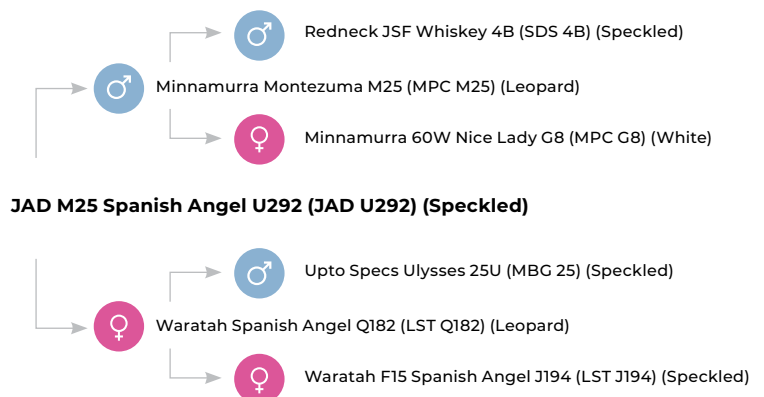 Redneck JSF Whiskey 4B (SDS 4B) (Speckled)
Minnamurra Montezuma M25 (MPC M25) (Leopard)
Minnamurra 60W Nice Lady G8 (MPC G8) (White)
JAD M25 Spanish Angel U292 (JAD U292) (Speckled)
Upto Specs Ulysses 25U (MBG 25) (Speckled)
Waratah Spanish Angel Q182 (LST Q182) (Leopard)
Waratah F15 Spanish Angel J194 (LST J194) (Speckled)